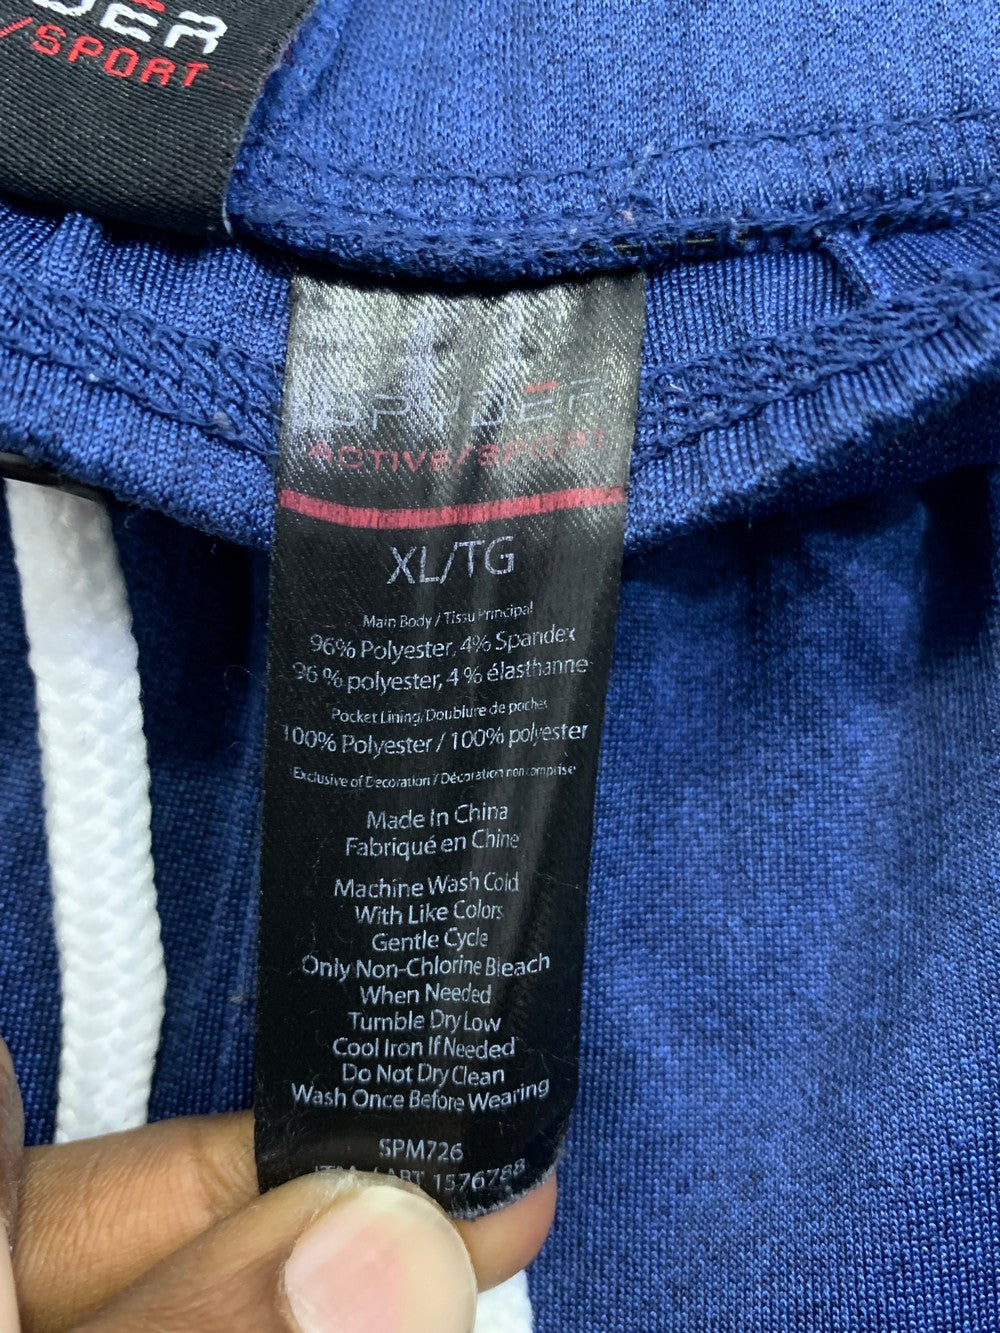 /SPORT
SPYDER
ACTIVE/SPORT
XL/TG
Main Body / Tissu Principal
96% Polyester, 4% Spandex
96 % polyester, 4 % élasthanne
Pocket Lining/Doublure de poches
100% Polyester / 100% polyester
Exclusive of Decoration / Décoration non comprise
Made In China
Fabriqué en Chine
Machine Wash Cold
With Like Colors
Gentle Cycle
Only Non-Chlorine Bleach
When Needed
Tumble Dry Low
Cool Iron If Needed
Do Not Dry Clean
Wash Once Before Wearing
SPM726
ITM / ART 1576788